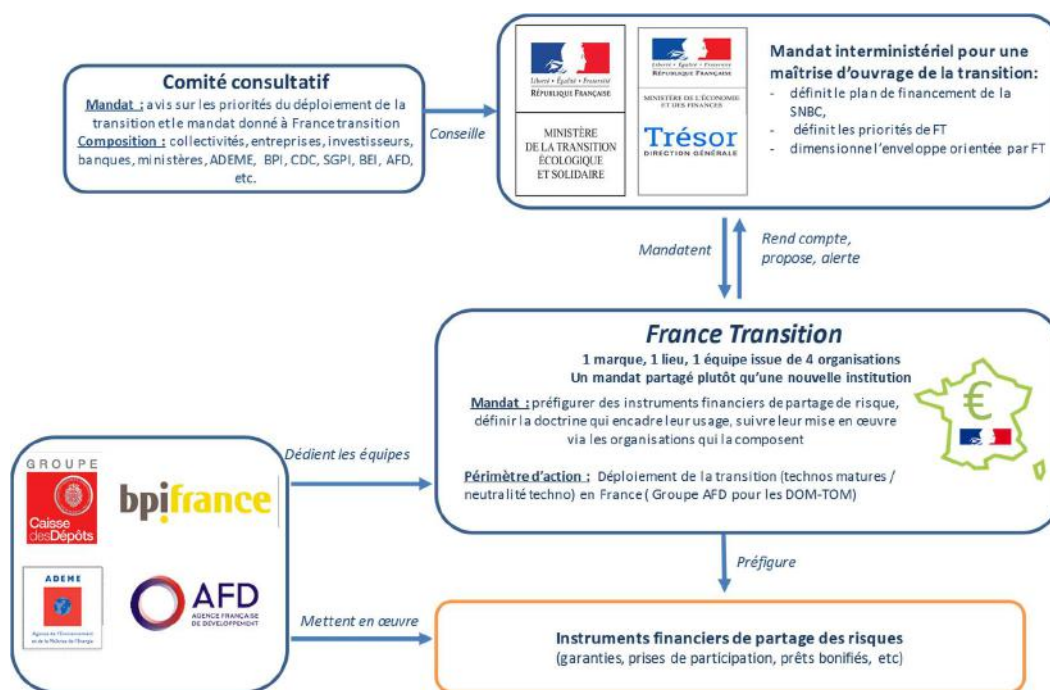 Comité consultatif
Mandat : avis sur les priorités du déploiement de la
transition et le mandat donné à France transition
Composition : collectivités, entreprises, investisseurs,
banques, ministères, ADEME, BPI, CDC, SGPI, BEI, AFD,
etc.
Conseille
Liberté • Égalité • Fraternité
RÉPUBLIQUE FRANÇAISE
MINISTÈRE
DE LA TRANSITION
ÉCOLOGIQUE
ET SOLIDAIRE
Liberté • Égalité • Fraternité
RÉPUBLIQUE FRANÇAISE
MINISTÈRE DE L'ÉCONOMIE
ET DES FINANCES
Trésor
DIRECTION GÉNÉRALE
Mandat interministériel pour une
maîtrise d'ouvrage de la transition:
- définit le plan de financement de la
SNBC,
- définit les priorités de FT
- dimensionne l'enveloppe orientée par FT
Mandatent
Rend compte,
propose, alerte
France Transition
1 marque, 1 lieu, 1 équipe issue de 4 organisations
Un mandat partagé plutôt qu'une nouvelle institution
Mandat : préfigurer des instruments financiers de partage de risque,
définir la doctrine qui encadre leur usage, suivre leur mise en œuvre
via les organisations qui la composent
Périmètre d'action : Déploiement de la transition (technos matures /
neutralité techno) en France ( Groupe AFD pour les DOM-TOM)
€
GROUPE
Caisse
desDépôts
bpifrance
ADEME
Agence de l'Environnement
et de la Maîtrise de l'Energie
AFD
AGENCE FRANÇAISE
DE DÉVELOPPEMENT
Dédient les équipes
Préfigure
Mettent en œuvre
Instruments financiers de partage des risques
(garanties, prises de participation, prêts bonifiés, etc)